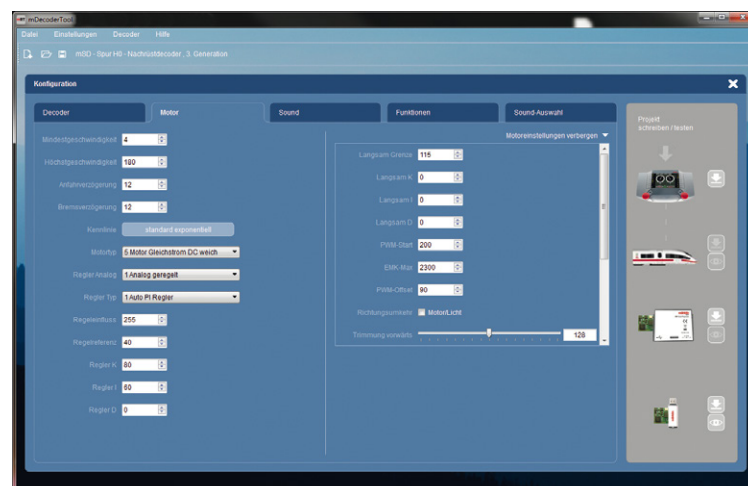 mDecoderTool
Datei Einstellungen Decoder Hilfe
mSD - Spur H0 - Nachrüstdecoder, 3. Generation
Konfiguration
Decoder Motor Sound Funktionen Sound-Auswahl
Motoreinstellungen verbergen
Mindestgeschwindigkeit 4
Höchstgeschwindigkeit 180
Anfahrverzögerung 12
Bremsverzögerung 12
Kennlinie standard exponentiell
Motortyp 5 Motor Gleichstrom DC weich
Regler Analog 1 Analog geregelt
Regler Typ 1 Auto PI Regler
Regeleinfluss 255
Regelreferenz 40
Regler K 80
Regler I 60
Regler D 0
Langsam Grenze 115
Langsam K 0
Langsam I 0
Langsam D 0
PWM-Start 200
EMK-Max 2300
PWM-Offset 90
Richtungsumkehr Motor/Licht
Trimmung vorwärts 128
Projekt
schreiben / testen